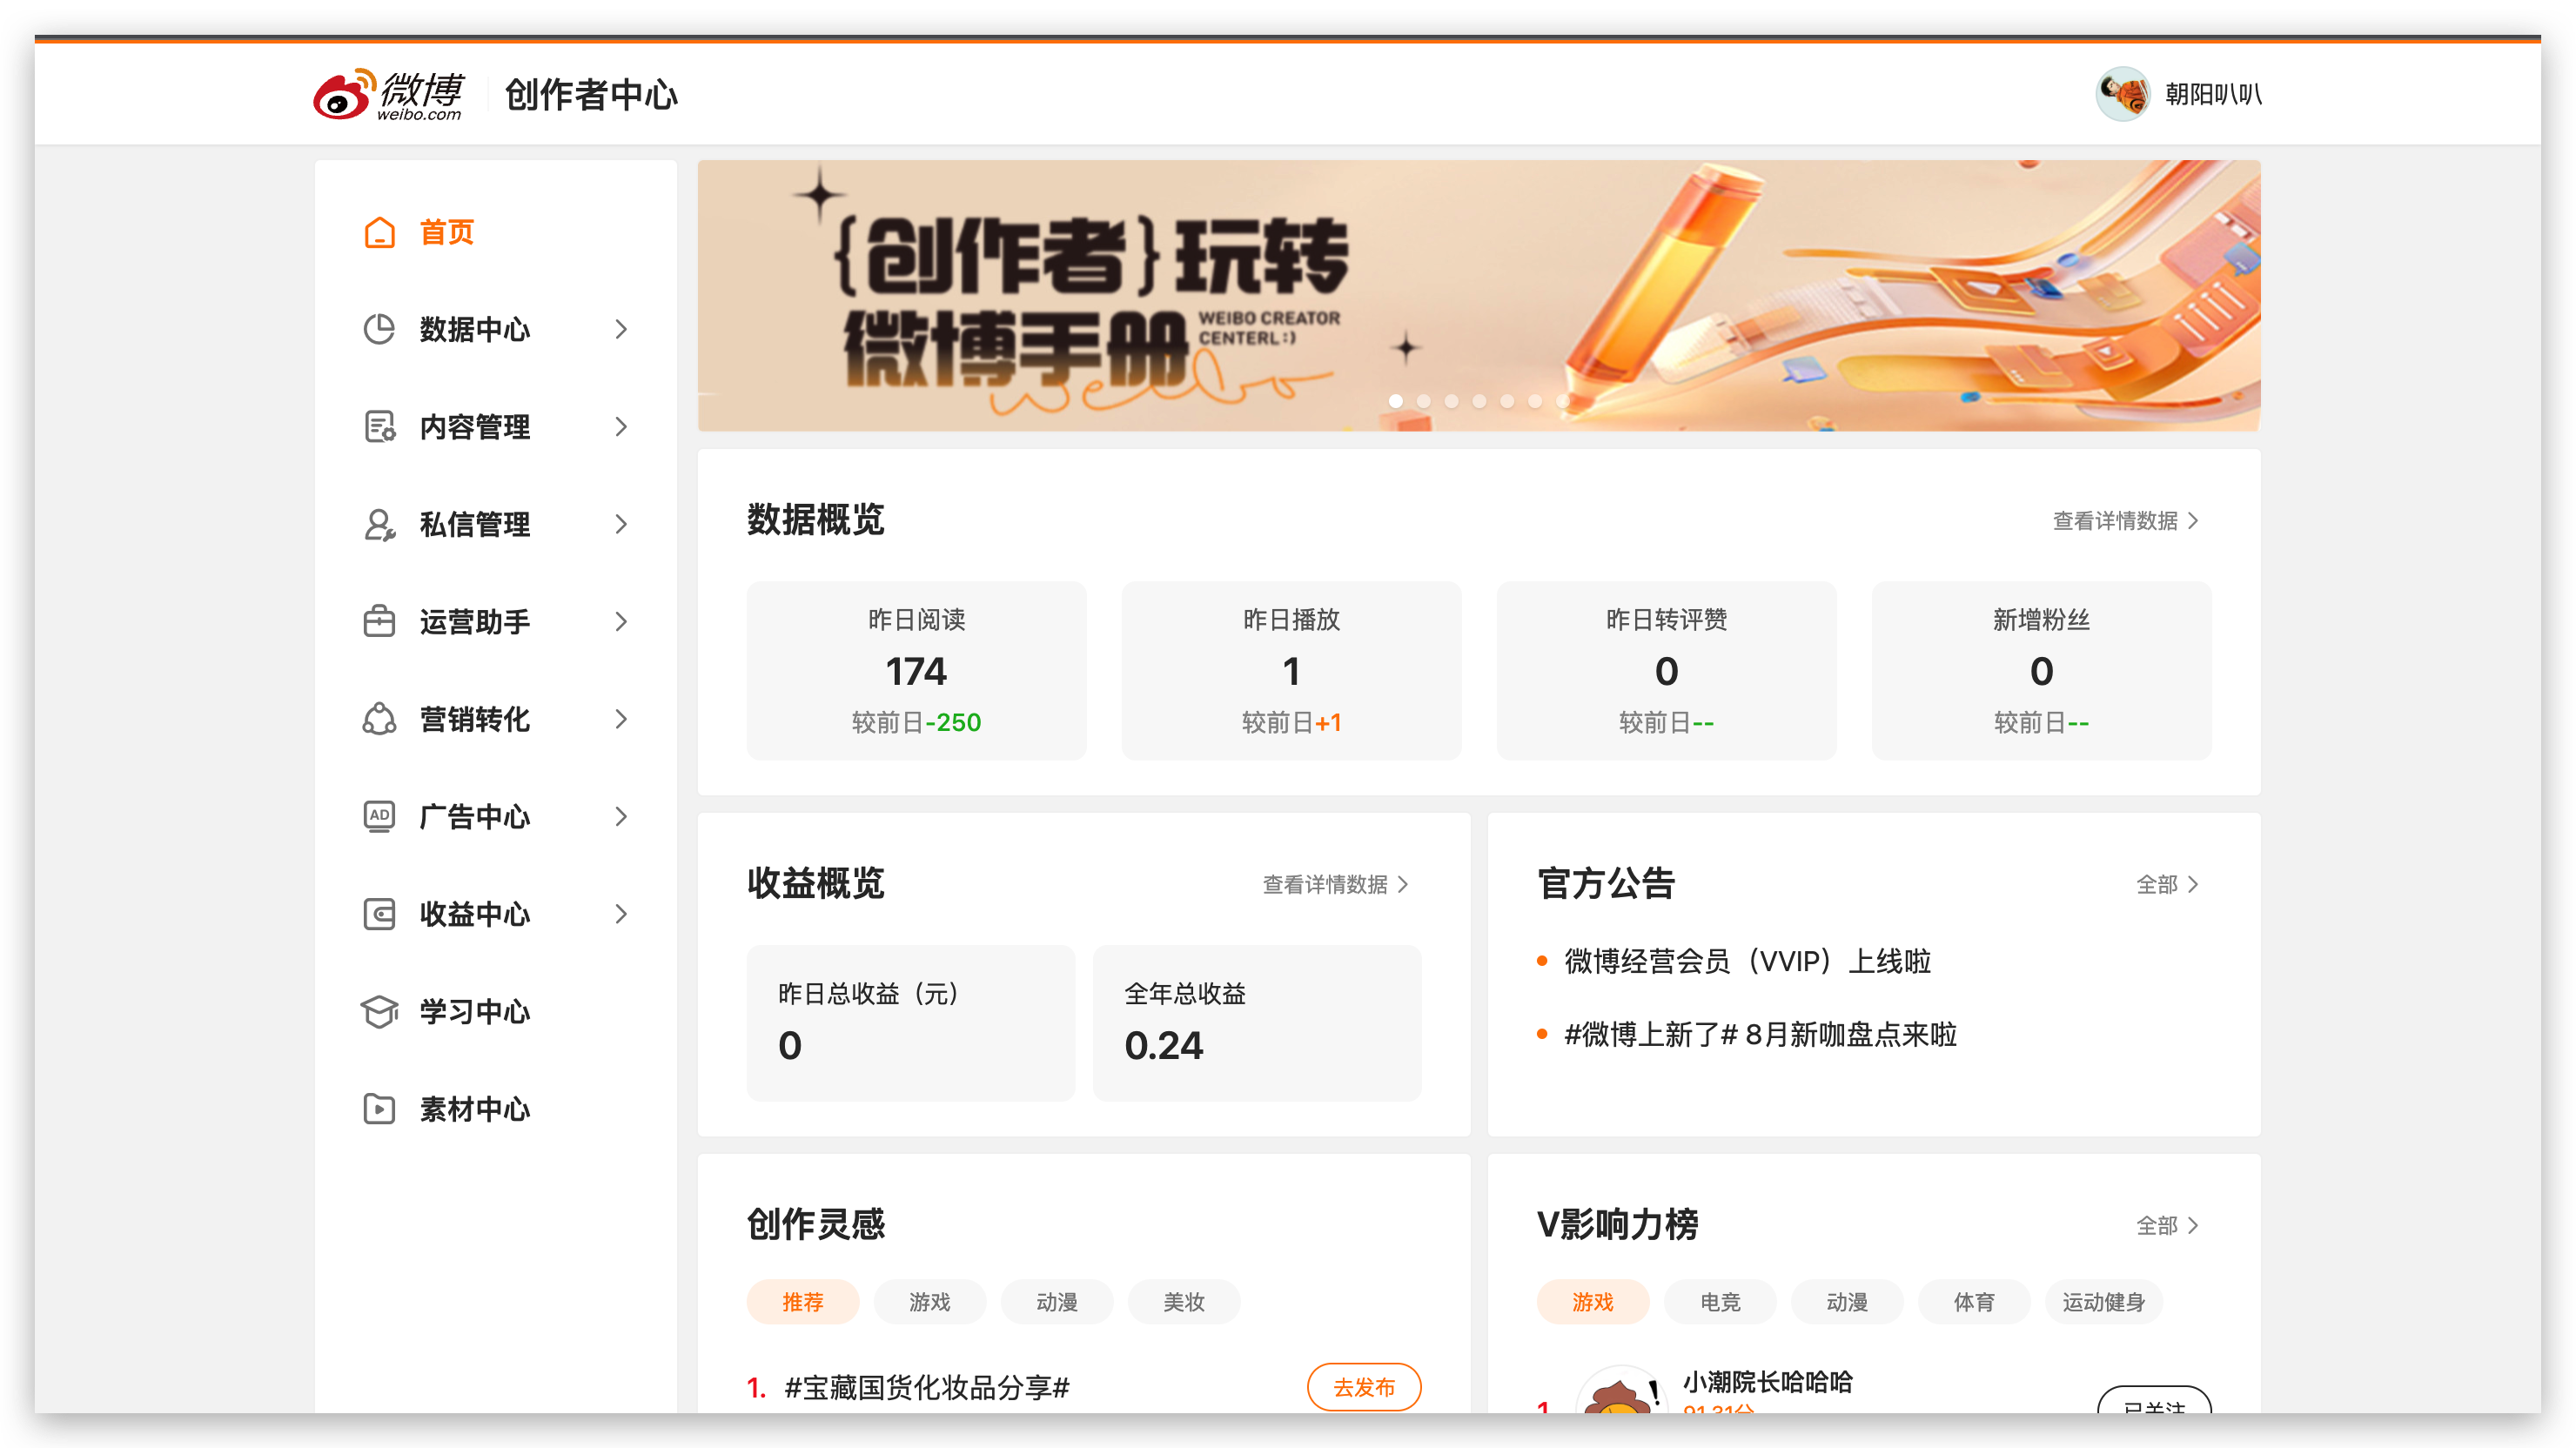 微博
weibo.com
创作者中心
朝阳叭叭
首页
数据中心
内容管理
私信管理
运营助手
营销转化
AD
广告中心
收益中心
学习中心
素材中心
{创作者}玩转
微博手册
WEIBO CREATOR
CENTERL:)
weibo
数据概览
查看详情数据
昨日阅读
174
较前日-250
昨日播放
1
较前日+1
昨日转评赞
0
较前日--
新增粉丝
0
较前日--
收益概览
查看详情数据
昨日总收益（元）
0
全年总收益
0.24
官方公告
全部
微博经营会员（VVIP）上线啦
#微博上新了# 8月新咖盘点来啦
创作灵感
推荐
游戏
动漫
美妆
1. #宝藏国货化妆品分享#
去发布
V影响力榜
全部
游戏
电竞
动漫
体育
运动健身
1
小潮院长哈哈哈
91.31分
已关注